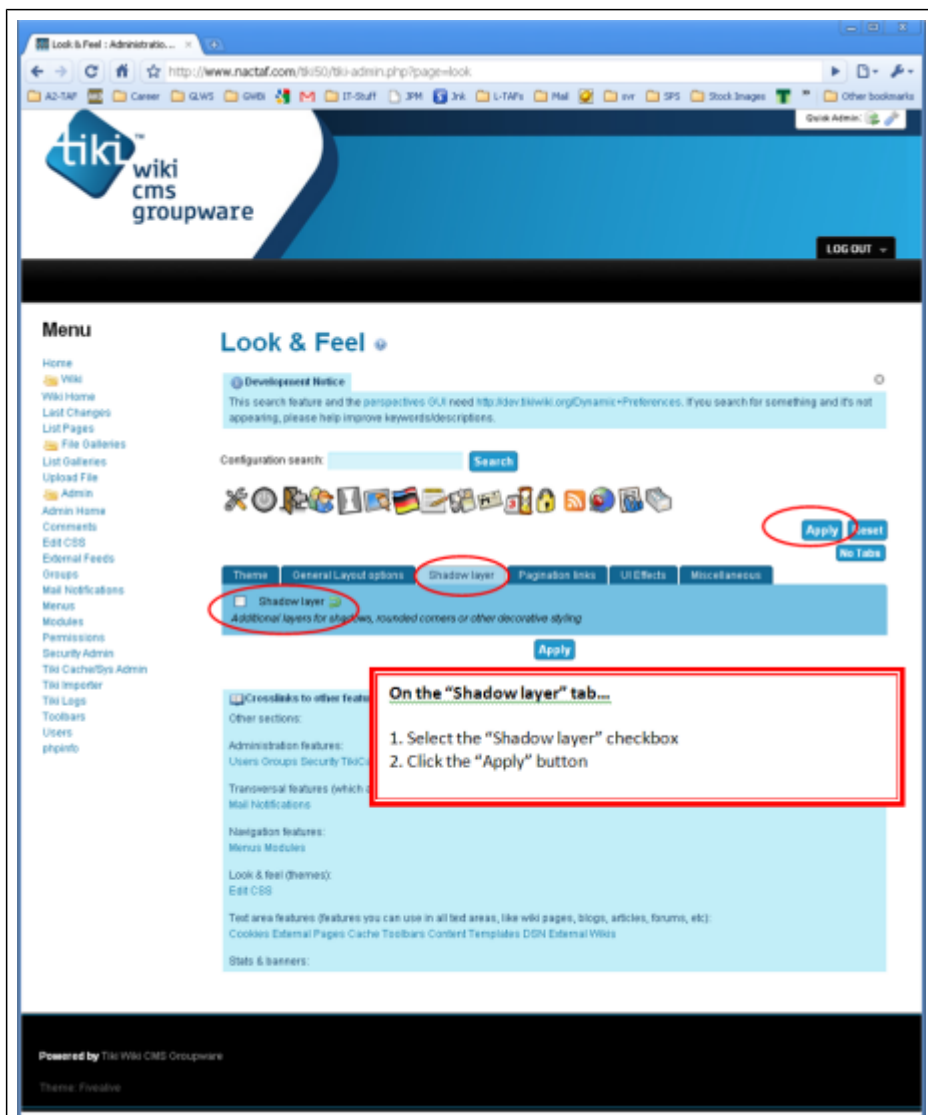 Look & Feel : Administratio...
http://www.nactaf.com/tiki50/tiki-admin.php?page=look
A2-TAF Career GLWS GWBI IT-Stuff JPM Jnk L-TAFs Mail svr SPS Stock Images Other bookmarks
Quick Admin:
tiki™
wiki
cms
groupware
LOG OUT
Menu
Home
Wiki
Wiki Home
Last Changes
List Pages
File Galleries
List Galleries
Upload File
Admin
Admin Home
Comments
Edit CSS
External Feeds
Groups
Mail Notifications
Menus
Modules
Permissions
Security Admin
Tiki Cache/Sys Admin
Tiki Importer
Tiki Logs
Toolbars
Users
phpinfo
Look & Feel
Development Notice
This search feature and the perspectives GUI need http://dev.tikiwiki.org/Dynamic+Preferences. If you search for something and it's not
appearing, please help improve keywords/descriptions.
Configuration search: Search
Apply Reset
No Tabs
Theme General Layout options Shadow layer Pagination links UI Effects Miscellaneous
Shadow layer
Additional layers for shadows, rounded corners or other decorative styling
Apply
On the “Shadow layer” tab...
1. Select the “Shadow layer” checkbox
2. Click the “Apply” button
Crosslinks to other featu
Other sections:
Administration features:
Users Groups Security TikiCa
Transversal features (which a
Mail Notifications
Navigation features:
Menus Modules
Look & feel (themes):
Edit CSS
Text area features (features you can use in all text areas, like wiki pages, blogs, articles, forums, etc):
Cookies External Pages Cache Toolbars Content Templates DSN External Wikis
Stats & banners:
Powered by Tiki Wiki CMS Groupware
Theme: Fivealive